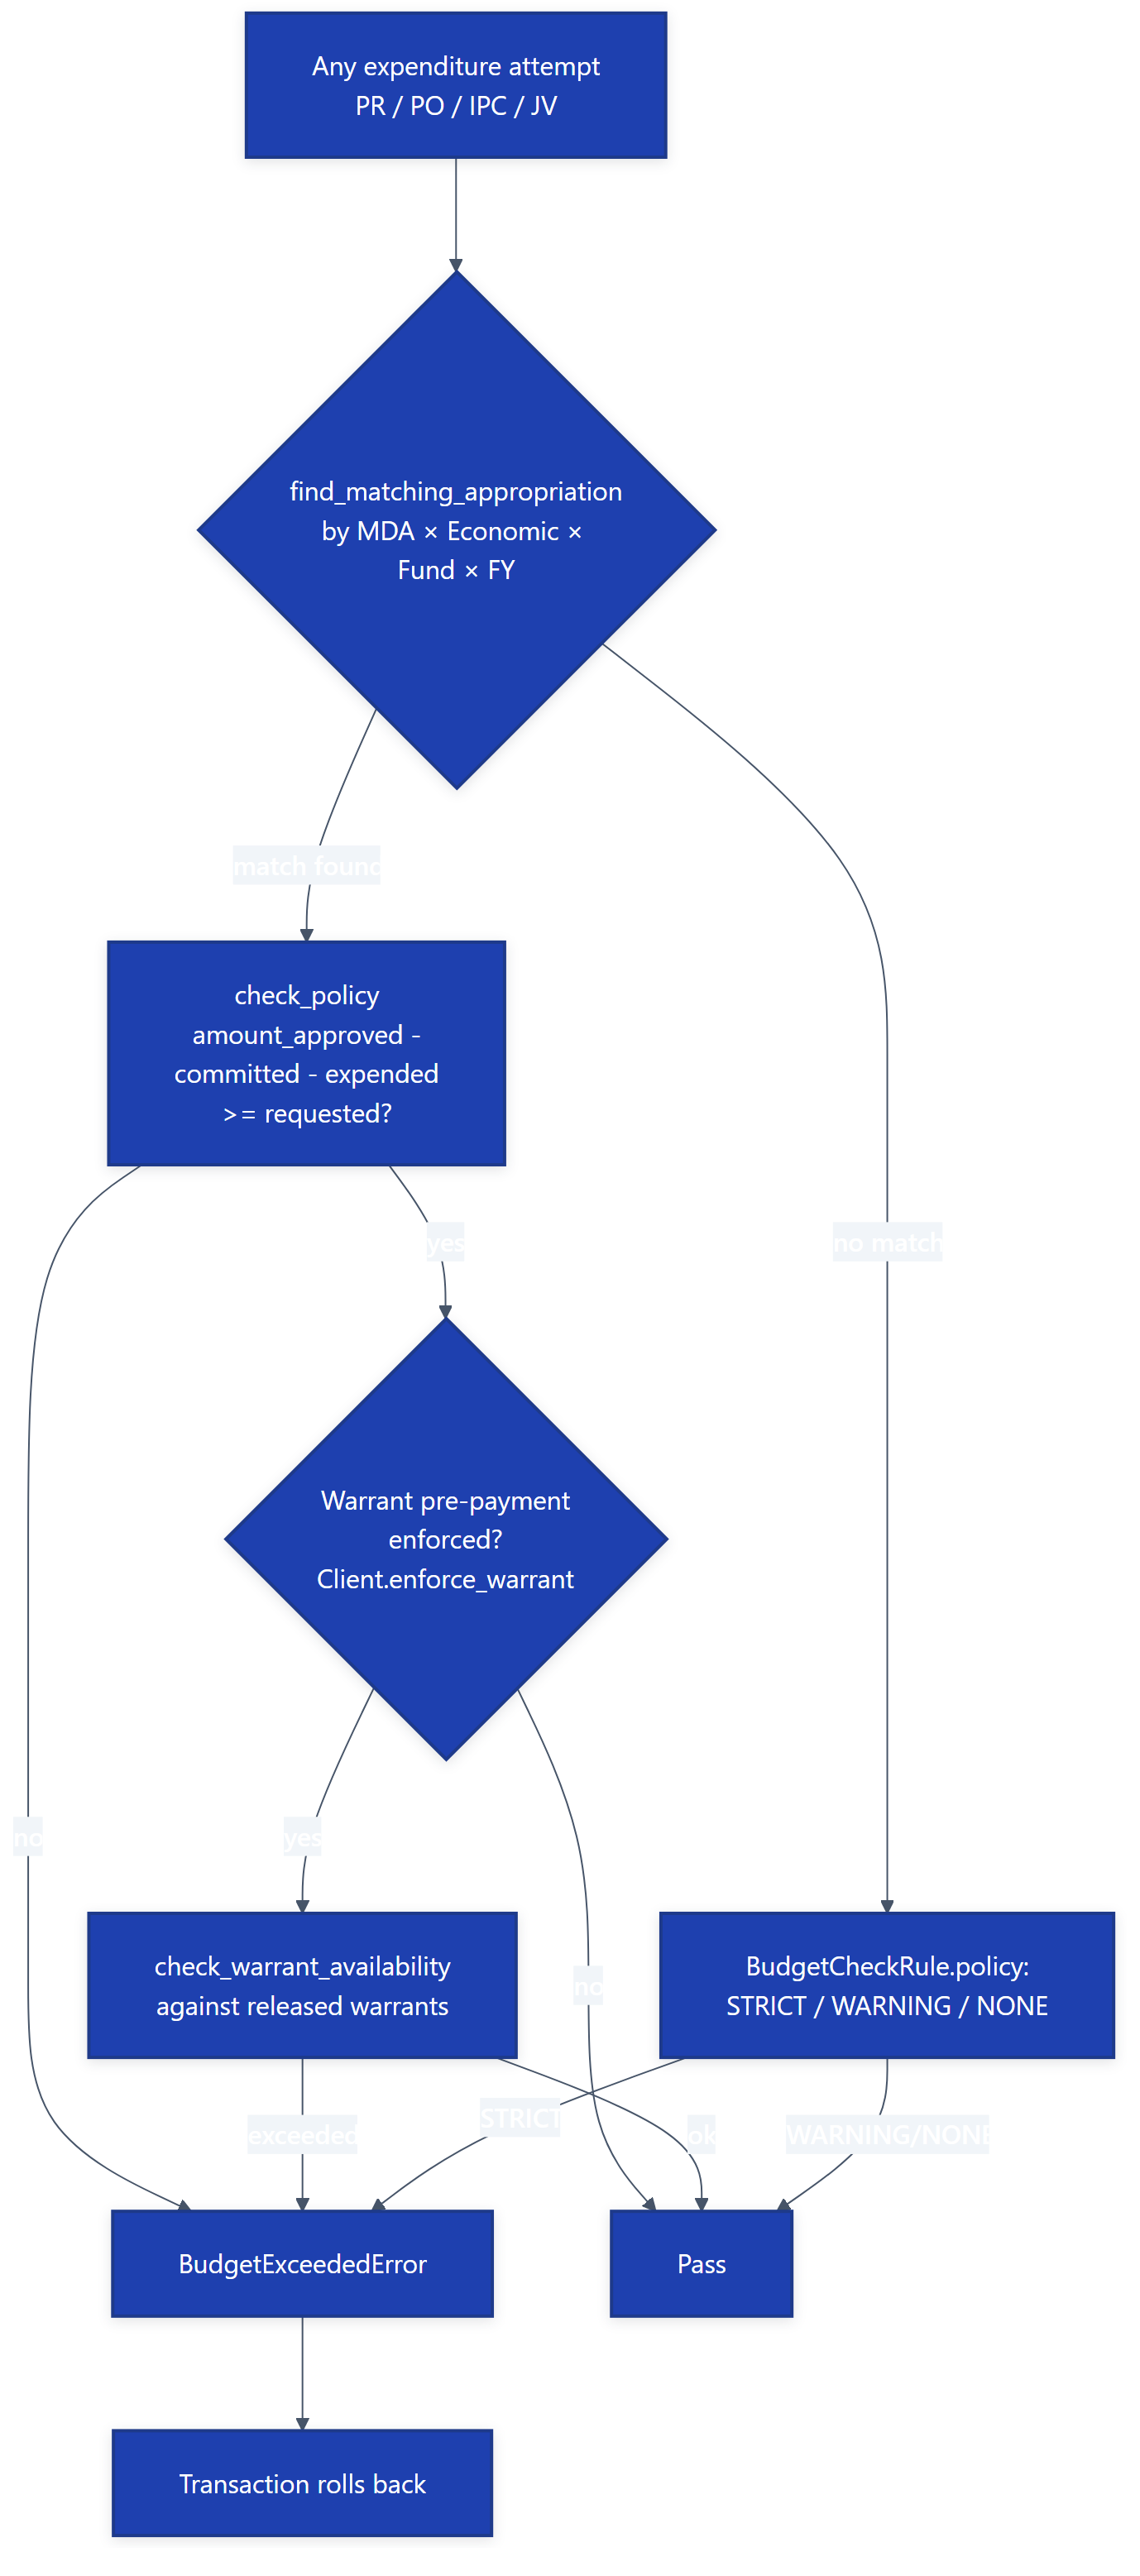 Any expenditure attempt
PR / PO / IPC / JV
find_matching_appropriation
by MDA × Economic ×
Fund × FY
match found
check_policy
amount_approved -
committed - expended
>= requested?
yes
no match
Warrant pre-payment
enforced?
Client.enforce_warrant
no
yes
check_warrant_availability
against released warrants
no
BudgetCheckRule.policy:
STRICT / WARNING / NONE
exceeded
STRICT
ok
WARNING/NONE
BudgetExceededError
Pass
Transaction rolls back